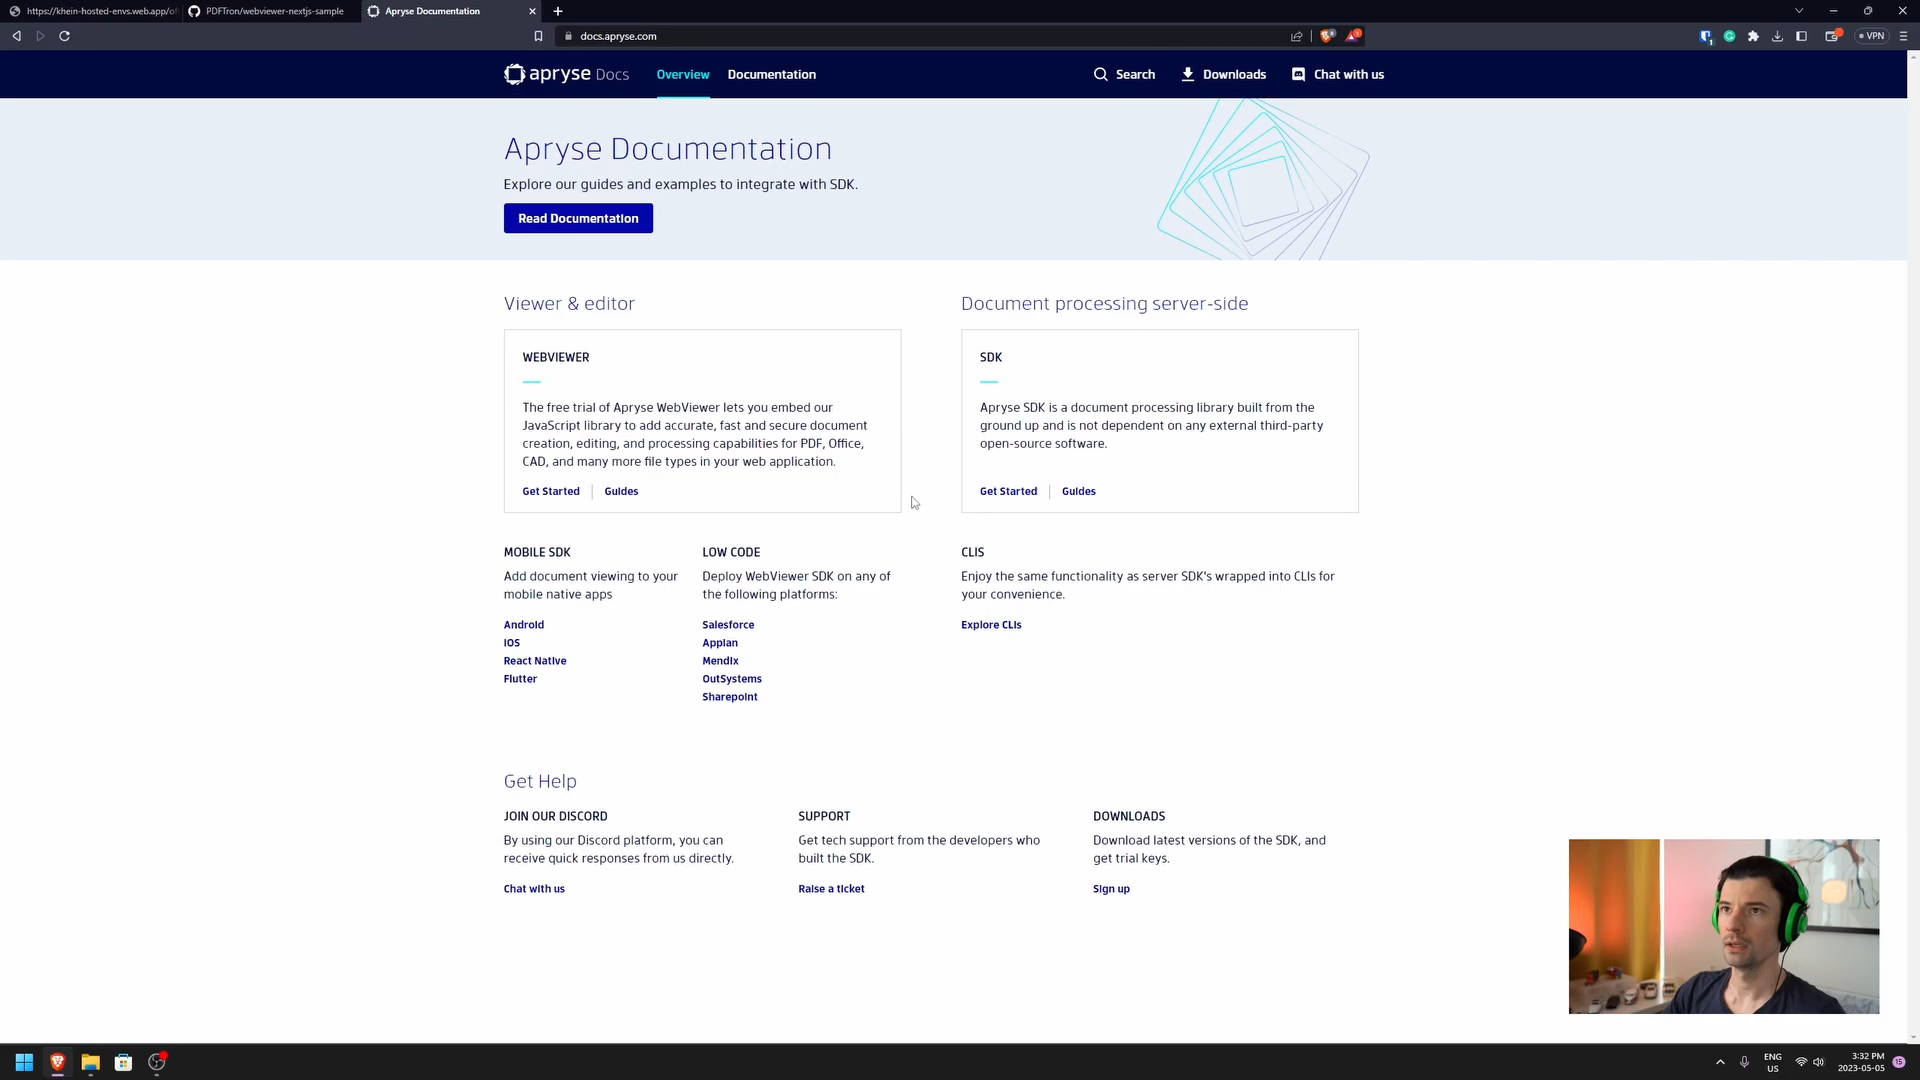 https://khein-hosted-envs.web.app/of
PDFTron/webviewer-nextjs-sample
Apryse Documentation
docs.apryse.com
VPN
apryse Docs
Overview
Documentation
Search
Downloads
Chat with us
Apryse Documentation
Explore our guides and examples to integrate with SDK.
Read Documentation
Viewer & editor
WEBVIEWER
The free trial of Apryse WebViewer lets you embed our
JavaScript library to add accurate, fast and secure document
creation, editing, and processing capabilities for PDF, Office,
CAD, and many more file types in your web application.
Get Started
Guides
Document processing server-side
SDK
Apryse SDK is a document processing library built from the
ground up and is not dependent on any external third-party
open-source software.
Get Started
Guides
MOBILE SDK
Add document viewing to your
mobile native apps
Android
iOS
React Native
Flutter
LOW CODE
Deploy WebViewer SDK on any of
the following platforms:
Salesforce
Appian
Mendix
OutSystems
Sharepoint
CLIS
Enjoy the same functionality as server SDK's wrapped into CLIs for
your convenience.
Explore CLIs
Get Help
JOIN OUR DISCORD
By using our Discord platform, you can
receive quick responses from us directly.
Chat with us
SUPPORT
Get tech support from the developers who
built the SDK.
Raise a ticket
DOWNLOADS
Download latest versions of the SDK, and
get trial keys.
Sign up
ENG
US
3:32 PM
2023-05-05
15